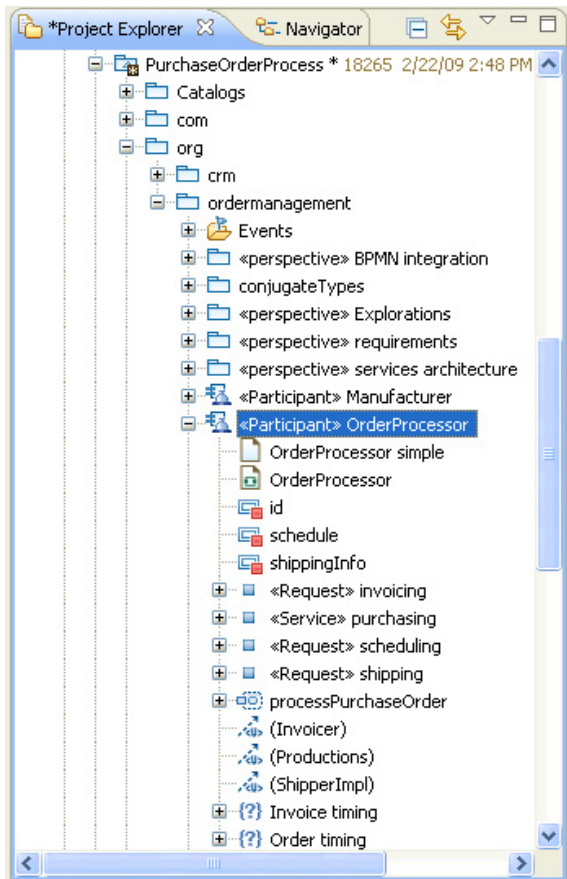 *Project Explorer
Navigator
PurchaseOrderProcess * 18265 2/22/09 2:48 PM
Catalogs
com
org
crm
ordermanagement
Events
«perspective» BPMN integration
conjugateTypes
«perspective» Explorations
«perspective» requirements
«perspective» services architecture
«Participant» Manufacturer
«Participant» OrderProcessor
OrderProcessor simple
OrderProcessor
id
schedule
shippingInfo
«Request» invoicing
«Service» purchasing
«Request» scheduling
«Request» shipping
processPurchaseOrder
(Invoicer)
(Productions)
(ShipperImpl)
{?} Invoice timing
{?} Order timing